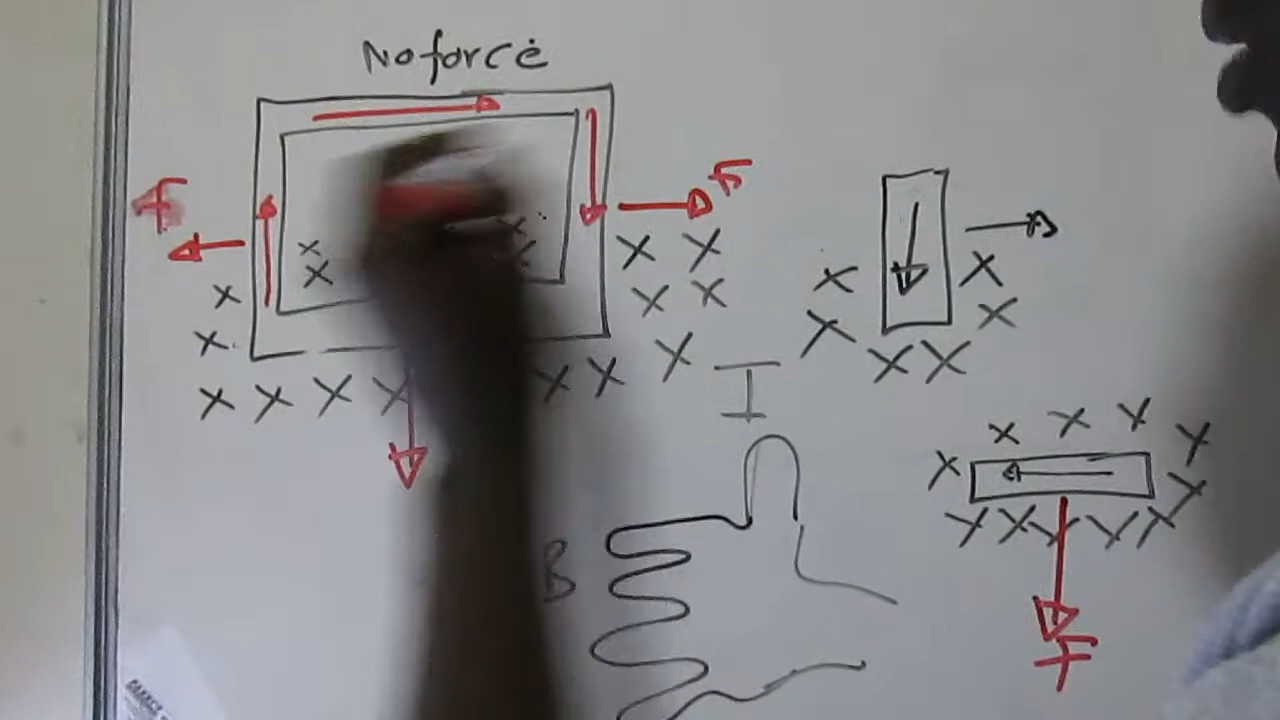 No force
F
F
X X X X
X X X X X X
X X X
X X X X X X
X X X X X X X
I
X X X X
X X
X X X X X
B
F